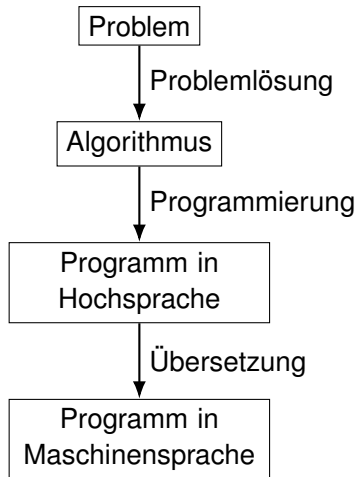 Problem
Problemlösung
Algorithmus
Programmierung
Programm in
Hochsprache
Übersetzung
Programm in
Maschinensprache